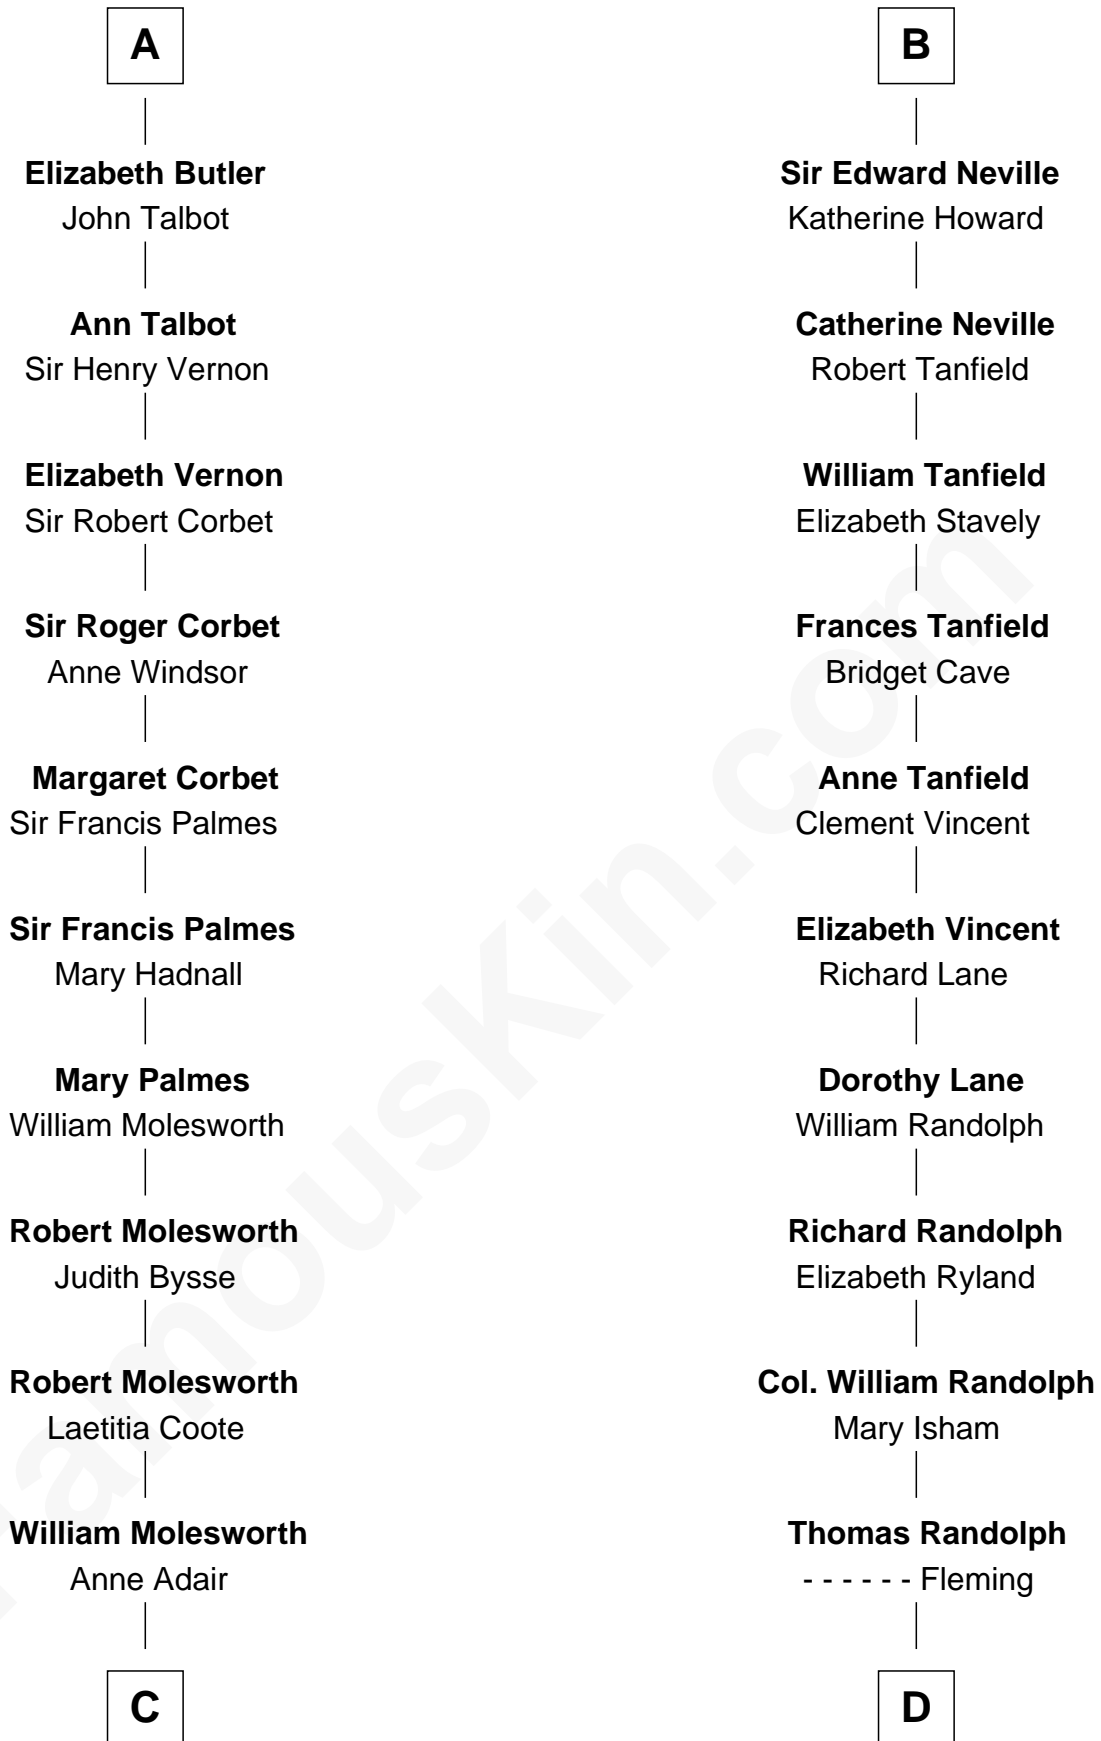 A
B
Elizabeth Butler
John Talbot
Sir Edward Neville
Katherine Howard
Ann Talbot
Sir Henry Vernon
Catherine Neville
Robert Tanfield
Elizabeth Vernon
Sir Robert Corbet
William Tanfield
Elizabeth Stavely
Sir Roger Corbet
Anne Windsor
Frances Tanfield
Bridget Cave
Margaret Corbet
Sir Francis Palmes
Anne Tanfield
Clement Vincent
Sir Francis Palmes
Mary Hadnall
Elizabeth Vincent
Richard Lane
Mary Palmes
William Molesworth
Dorothy Lane
William Randolph
Robert Molesworth
Judith Bysse
Richard Randolph
Elizabeth Ryland
Robert Molesworth
Laetitia Coote
Col. William Randolph
Mary Isham
William Molesworth
Anne Adair
Thomas Randolph
- - - - - - Fleming
C
D
FamousKin.com